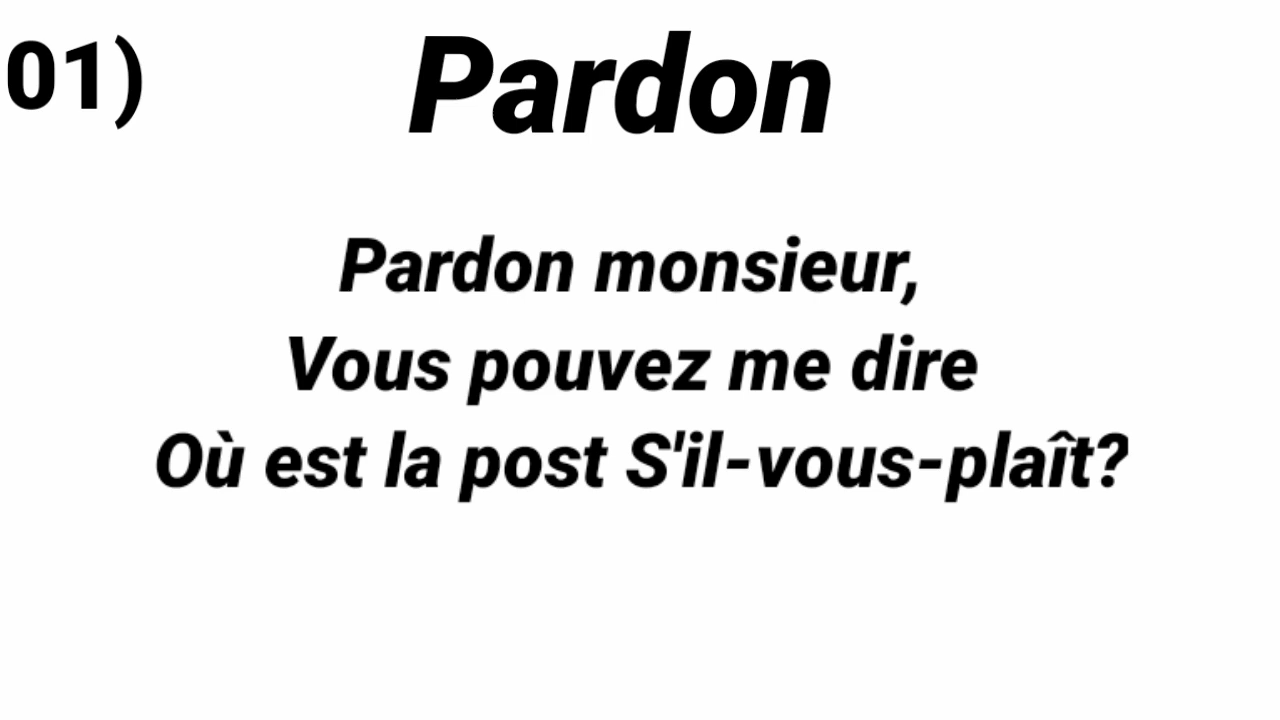 01)
Pardon
Pardon monsieur,
Vous pouvez me dire
Où est la post S'il-vous-plaît?